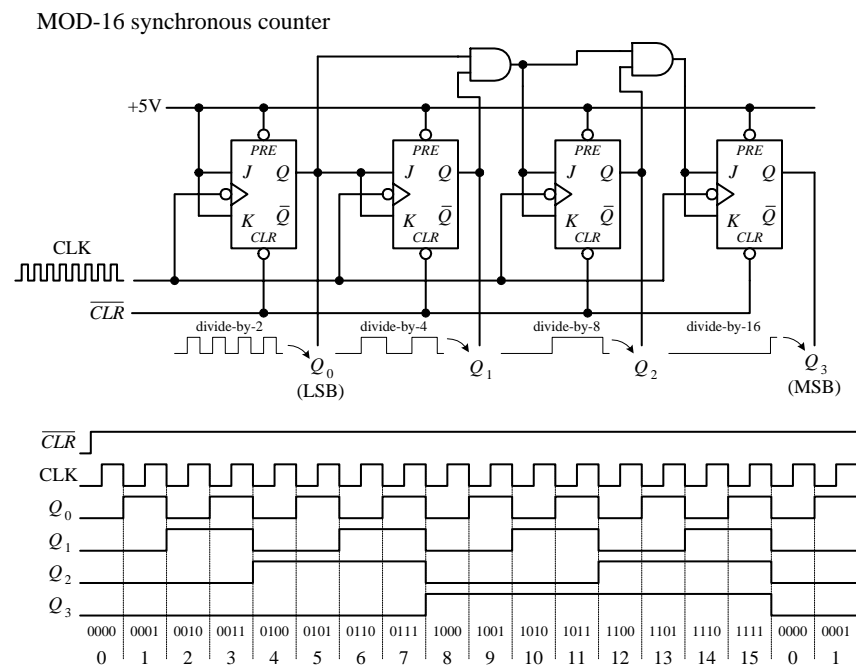 MOD-16 synchronous counter
+5V
PRE PRE PRE PRE
J Q J Q J Q J Q
K Q̅ K Q̅ K Q̅ K Q̅
CLR CLR CLR CLR
CLK
C̅L̅R̅
divide-by-2 divide-by-4 divide-by-8 divide-by-16
Q₀ Q₁ Q₂ Q₃
(LSB) (MSB)
C̅L̅R̅
CLK
Q₀
Q₁
Q₂
Q₃
0000 0001 0010 0011 0100 0101 0110 0111 1000 1001 1010 1011 1100 1101 1110 1111 0000 0001
0 1 2 3 4 5 6 7 8 9 10 11 12 13 14 15 0 1